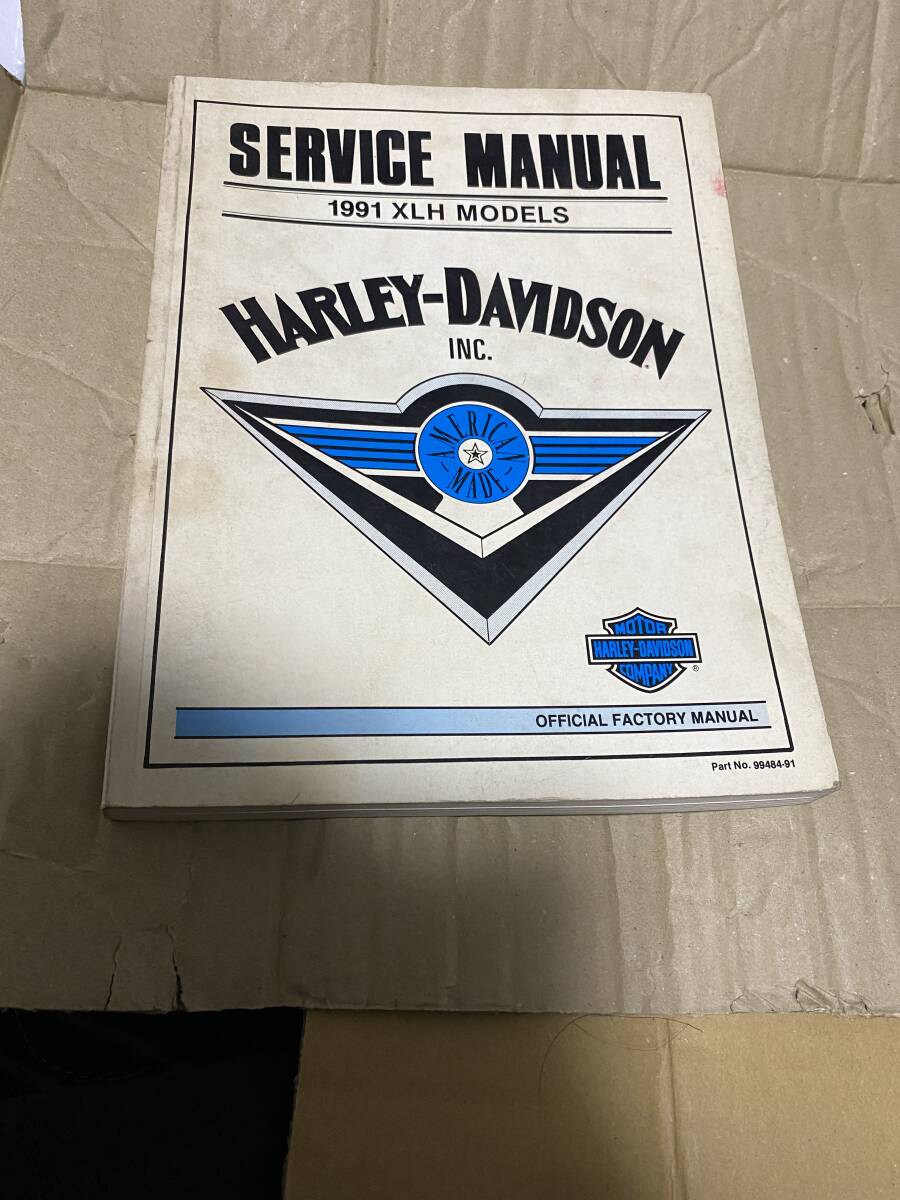 SERVICE MANUAL
1991 XLH MODELS
HARLEY-DAVIDSON
INC.
AMERICAN
MADE
MOTOR
HARLEY-DAVIDSON
COMPANY
®
OFFICIAL FACTORY MANUAL
Part No. 99484-91